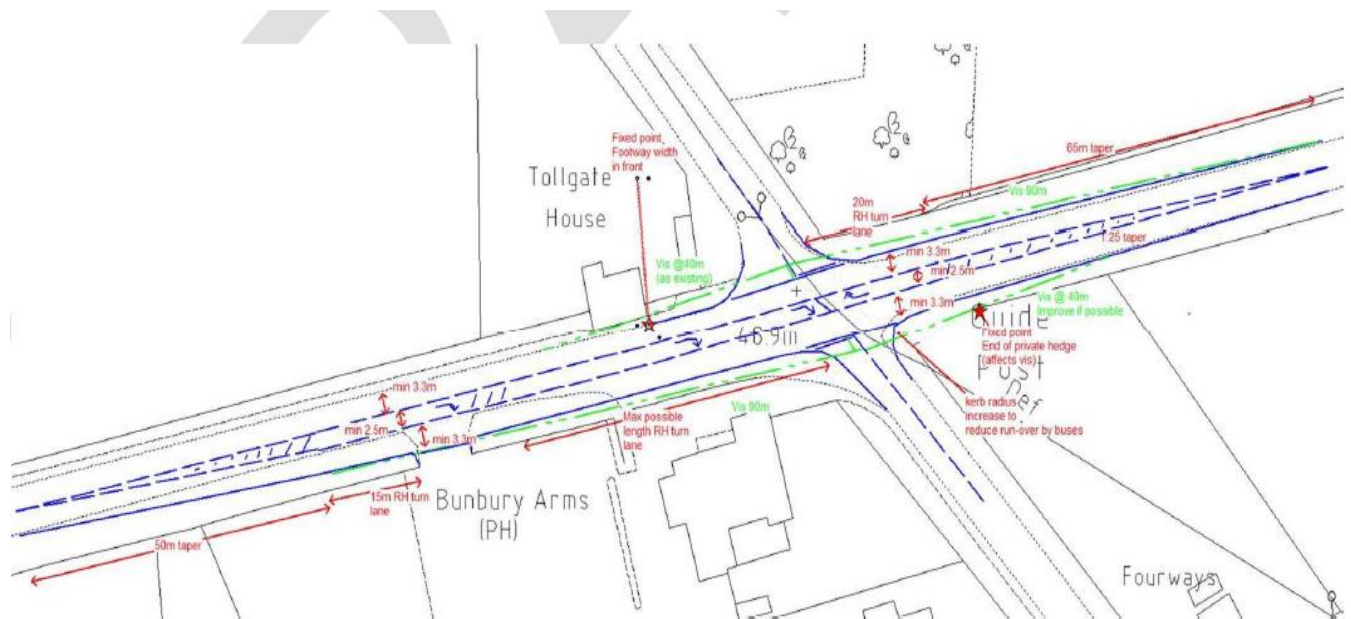 Fixed point
Footway width
in front
Tollgate
House
65m taper
Vis 90m
20m
RH turn
lane
1:25 taper
min 3.3m
min 2.5m
Vis @40m
(as existing)
min 3.3m
Vis @ 40m
Improve if possible
46.9m
Guide
Fixed point
End of private hedge
(affects vis)
Post
kerb radius
increase to
reduce run-over by buses
min 3.3m
min 2.5m
min 3.3m
Vis 90m
Max possible
length RH turn
lane
15m RH turn
lane
Bunbury Arms
(PH)
50m taper
Fourways